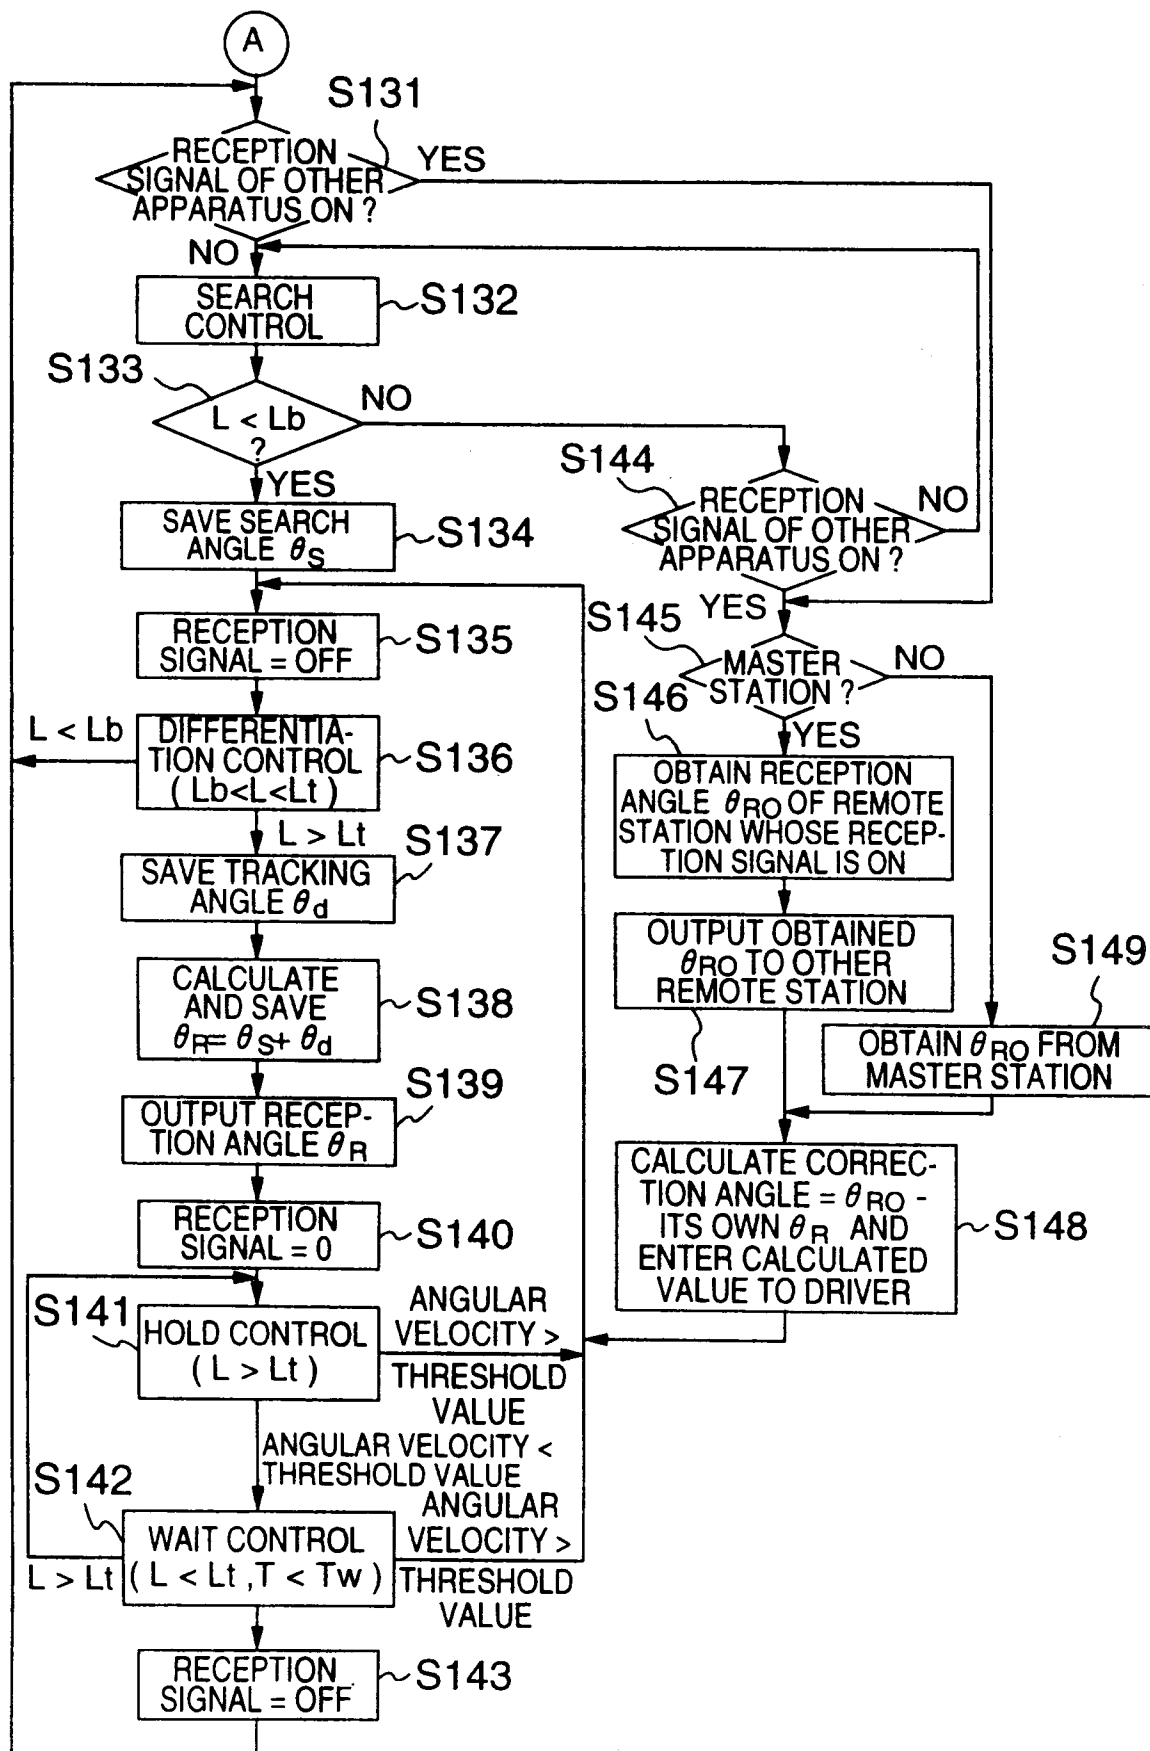 A
S131
RECEPTION
SIGNAL OF OTHER
APPARATUS ON ?
YES
NO
SEARCH
CONTROL
S132
S133
L < Lb
?
NO
YES
SAVE SEARCH
ANGLE θS
S134
S144
RECEPTION
SIGNAL OF OTHER
APPARATUS ON ?
NO
YES
RECEPTION
SIGNAL = OFF
S135
S145
MASTER
STATION ?
NO
YES
L < Lb
DIFFERENTIA-
TION CONTROL
( Lb<L<Lt )
S136
L > Lt
S146
OBTAIN RECEPTION
ANGLE θRO OF REMOTE
STATION WHOSE RECEP-
TION SIGNAL IS ON
S137
SAVE TRACKING
ANGLE θd
OUTPUT OBTAINED
θRO TO OTHER
REMOTE STATION
S147
CALCULATE
AND SAVE
θR= θS+ θd
S138
S149
OBTAIN θRO FROM
MASTER STATION
S139
OUTPUT RECEP-
TION ANGLE θR
CALCULATE CORREC-
TION ANGLE = θRO -
ITS OWN θR AND
ENTER CALCULATED
VALUE TO DRIVER
S148
RECEPTION
SIGNAL = 0
S140
S141
HOLD CONTROL
( L > Lt )
ANGULAR
VELOCITY >
THRESHOLD
VALUE
ANGULAR VELOCITY <
THRESHOLD VALUE
S142
WAIT CONTROL
( L < Lt , T < Tw )
L > Lt
ANGULAR
VELOCITY >
THRESHOLD
VALUE
RECEPTION
SIGNAL = OFF
S143